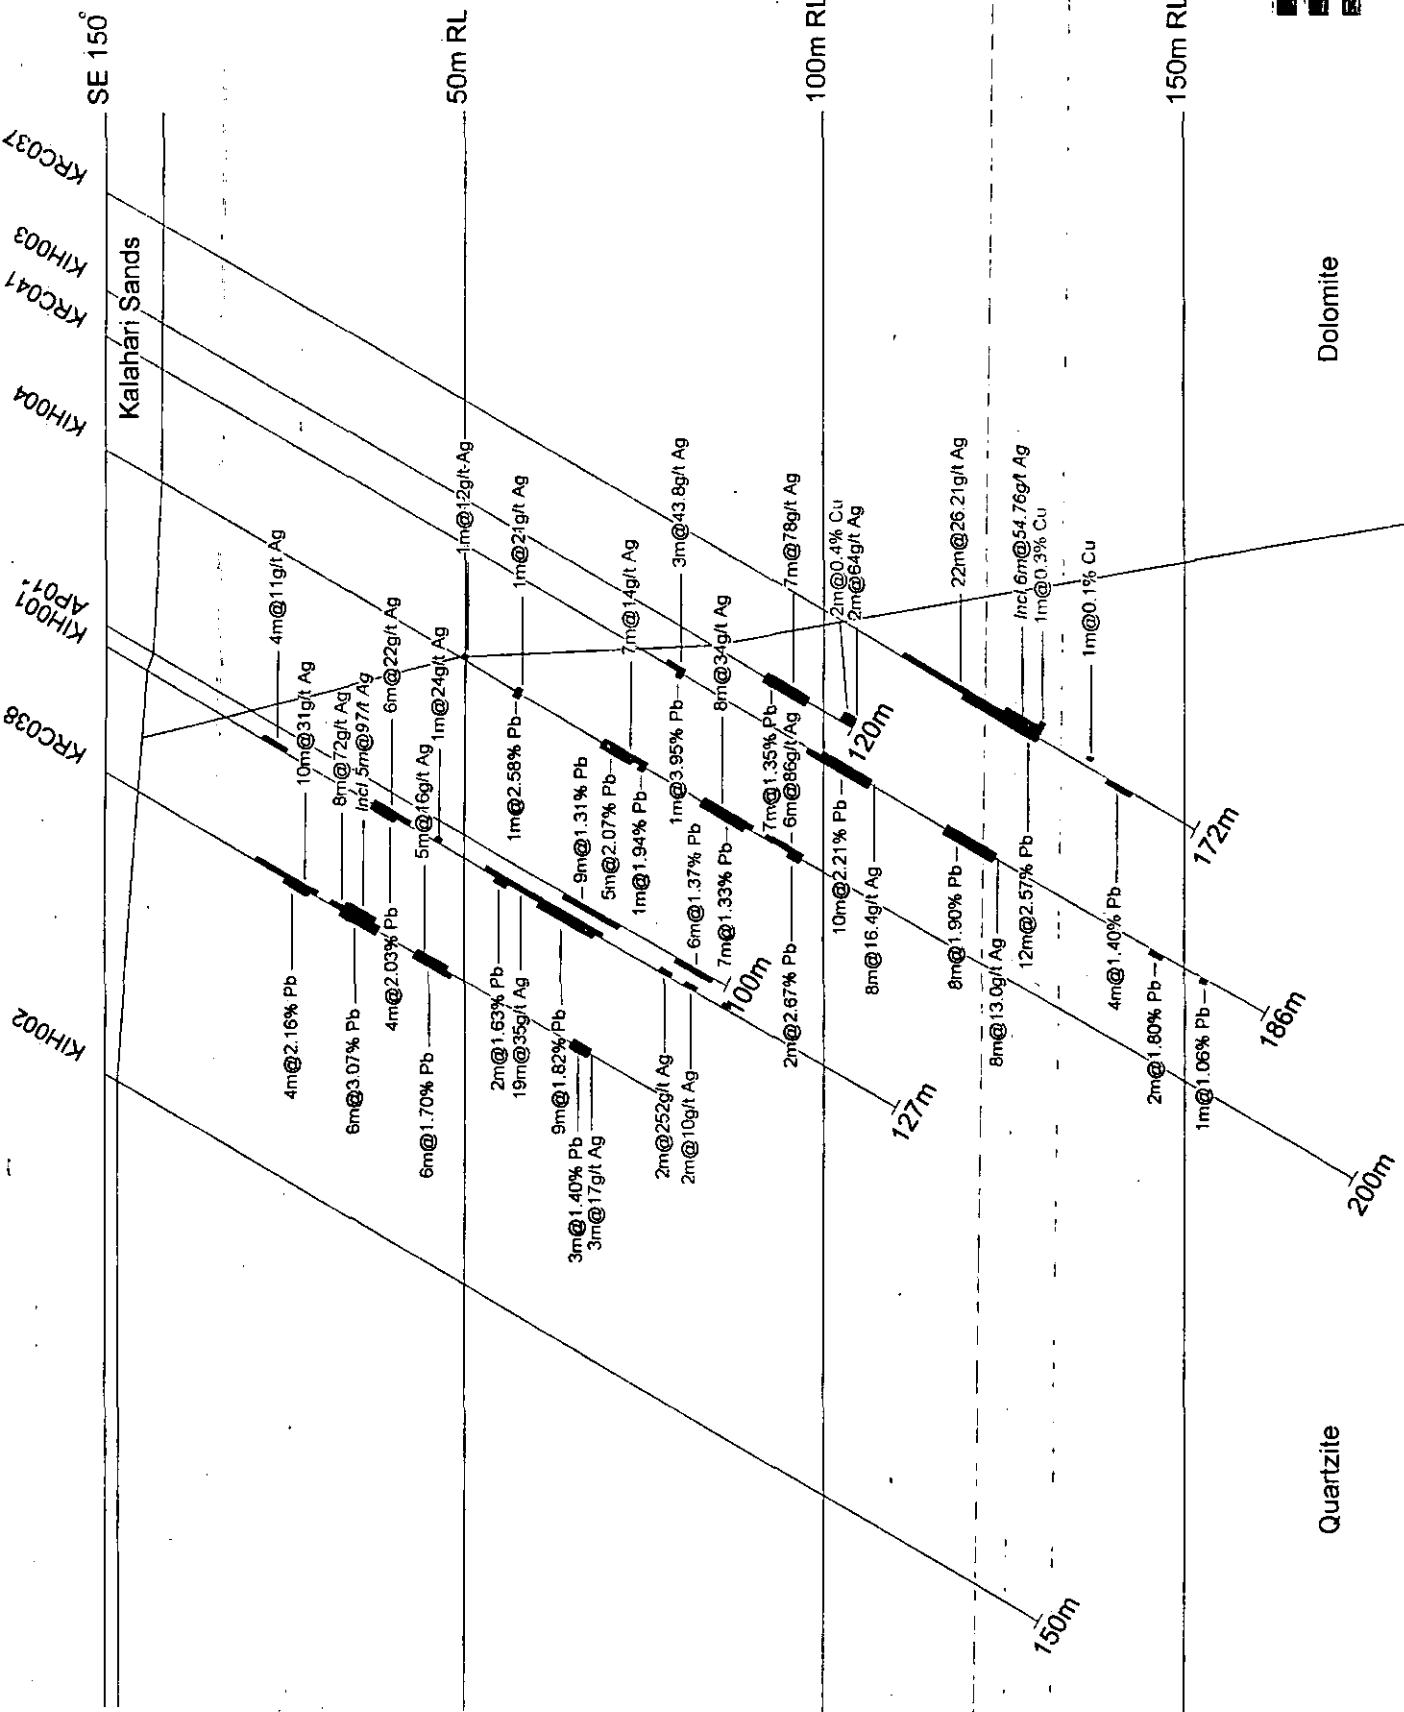 SE 150°
50m RL
100m RL
150m RL
KRC037
KIH003
KRC041
KIH004
KIH001
KRC038
KIH002
Kalahari Sands
4m@11g/t Ag
10m@31g/t Ag
8m@72g/t Ag
Incl 5m@97/t Ag
6m@22g/t Ag
5m@16g/t Ag
1m@24g/t Ag
1m@12g/t Ag
1m@21g/t Ag
7m@14g/t Ag
3m@43.8g/t Ag
8m@34g/t Ag
7m@78g/t Ag
2m@0.4% Cu
2m@64g/t Ag
22m@26.21g/t Ag
Incl 6m@54.76g/t Ag
1m@0.3% Cu
1m@0.1% Cu
4m@2.16% Pb
6m@3.07% Pb
4m@2.03% Pb
6m@1.70% Pb
2m@1.63% Pb
19m@35g/t Ag
9m@1.82% Pb
3m@1.40% Pb
3m@17g/t Ag
1m@2.58% Pb
9m@1.31% Pb
5m@2.07% Pb
1m@1.94% Pb
1m@3.95% Pb
6m@1.37% Pb
7m@1.33% Pb
7m@1.35% Pb
6m@86g/t Ag
2m@2.67% Pb
2m@252g/t Ag
2m@10g/t Ag
10m@2.21% Pb
8m@16.4g/t Ag
8m@1.90% Pb
8m@13.0g/t Ag
12m@2.57% Pb
4m@1.40% Pb
2m@1.80% Pb
1m@1.06% Pb
100m
120m
127m
150m
172m
186m
200m
Quartzite
Dolomite